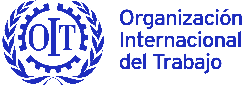 OIT
Organización
Internacional
del Trabajo